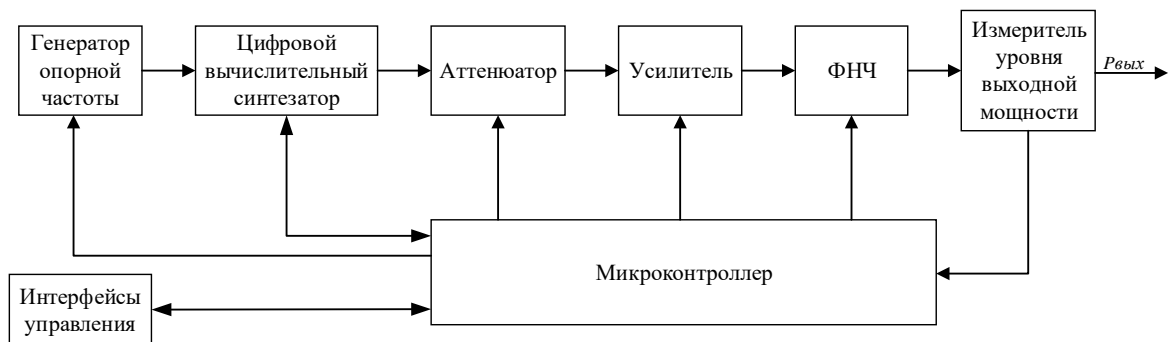 Генератор
опорной
частоты
Цифровой
вычислительный
синтезатор
Аттенюатор
Усилитель
ФНЧ
Измеритель
уровня
выходной
мощности
Рвых
Микроконтроллер
Интерфейсы
управления